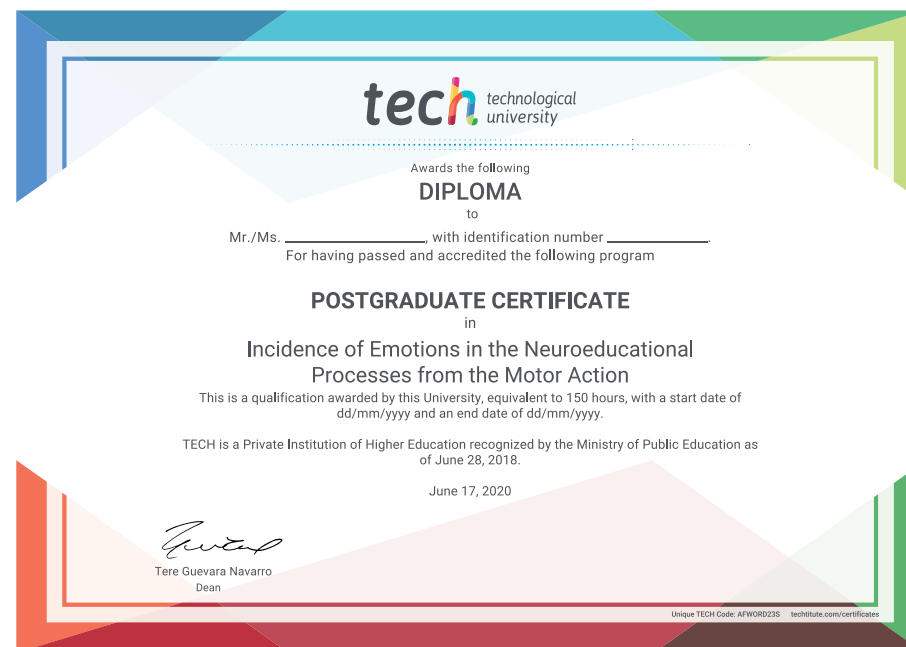 tech technological
university
Awards the following
DIPLOMA
to
Mr./Ms. ____________, with identification number ____________.
For having passed and accredited the following program
POSTGRADUATE CERTIFICATE
in
Incidence of Emotions in the Neuroeducational
Processes from the Motor Action
This is a qualification awarded by this University, equivalent to 150 hours, with a start date of
dd/mm/yyyy and an end date of dd/mm/yyyy.
TECH is a Private Institution of Higher Education recognized by the Ministry of Public Education as
of June 28, 2018.
June 17, 2020
Tere Guevara Navarro
Dean
Unique TECH Code: AFWORD23S techtitute.com/certificates